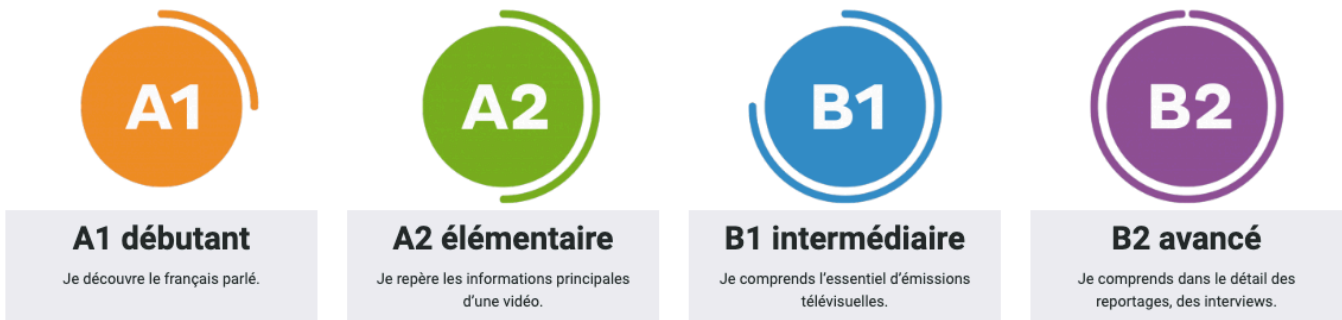 A1
A1 débutant
Je découvre le français parlé.
A2
A2 élémentaire
Je repère les informations principales
d’une vidéo.
B1
B1 intermédiaire
Je comprends l’essentiel d’émissions
télévisuelles.
B2
B2 avancé
Je comprends dans le détail des
reportages, des interviews.